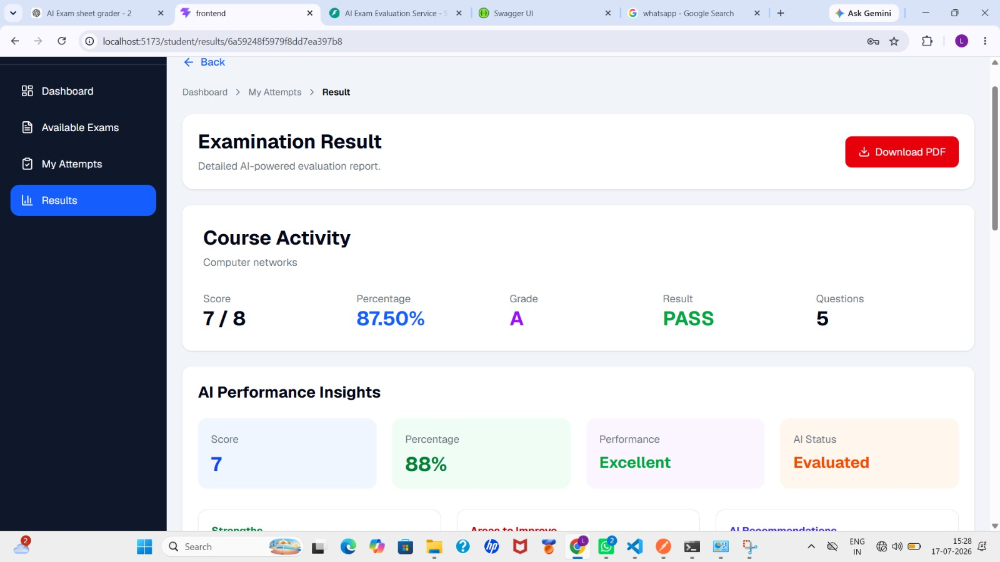 AI Exam sheet grader - 2
frontend
AI Exam Evaluation Service - S
Swagger UI
whatsapp - Google Search
Ask Gemini
localhost:5173/student/results/6a59248f5979f8dd7ea397b8
L
Dashboard
Available Exams
My Attempts
Results
Back
Dashboard > My Attempts > Result
Examination Result
Detailed AI-powered evaluation report.
Download PDF
Course Activity
Computer networks
Score
7 / 8
Percentage
87.50%
Grade
A
Result
PASS
Questions
5
AI Performance Insights
Score
7
Percentage
88%
Performance
Excellent
AI Status
Evaluated
Strengths
Areas to Improve
AI Recommendations
2
Search
hp
L
2
ENG
IN
15:28
17-07-2026